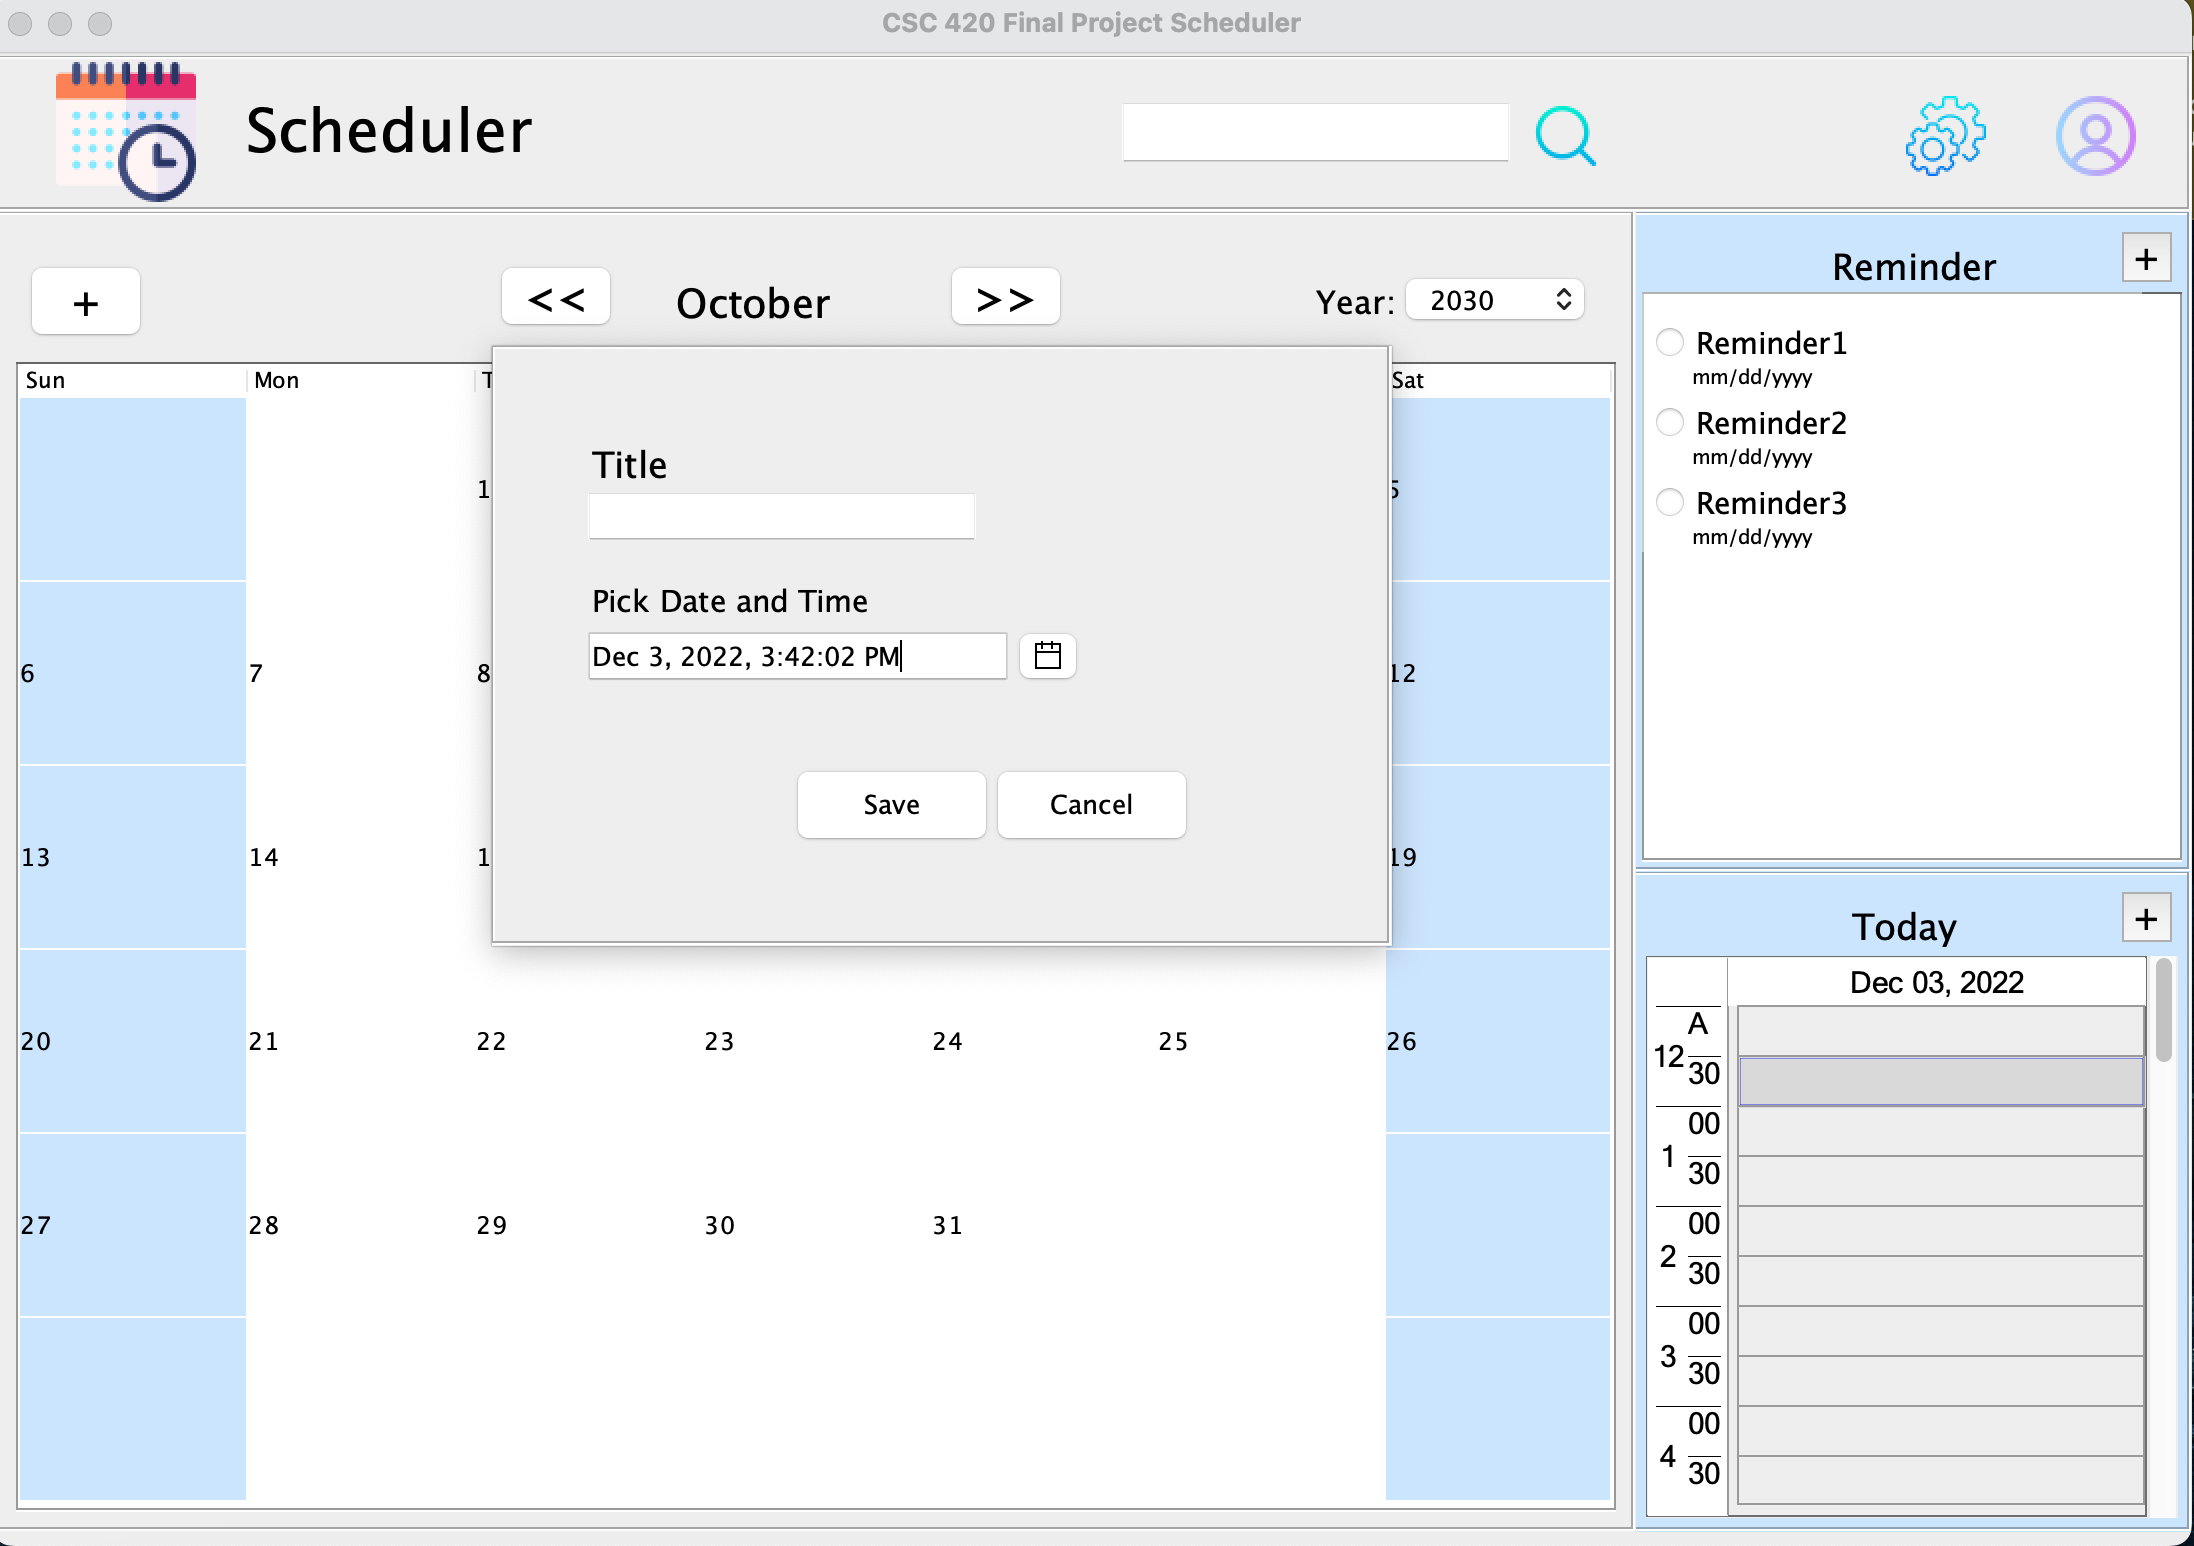 CSC 420 Final Project Scheduler
Scheduler
+
<<
October
>>
Year: 2030
Sun Mon T Sat
1 5
6 7 8 12
13 14 1 19
20 21 22 23 24 25 26
27 28 29 30 31
Title
Pick Date and Time
Dec 3, 2022, 3:42:02 PM
Save Cancel
Reminder +
Reminder1
mm/dd/yyyy
Reminder2
mm/dd/yyyy
Reminder3
mm/dd/yyyy
Today +
Dec 03, 2022
A
12
30
00
1
30
00
2
30
00
3
30
00
4
30